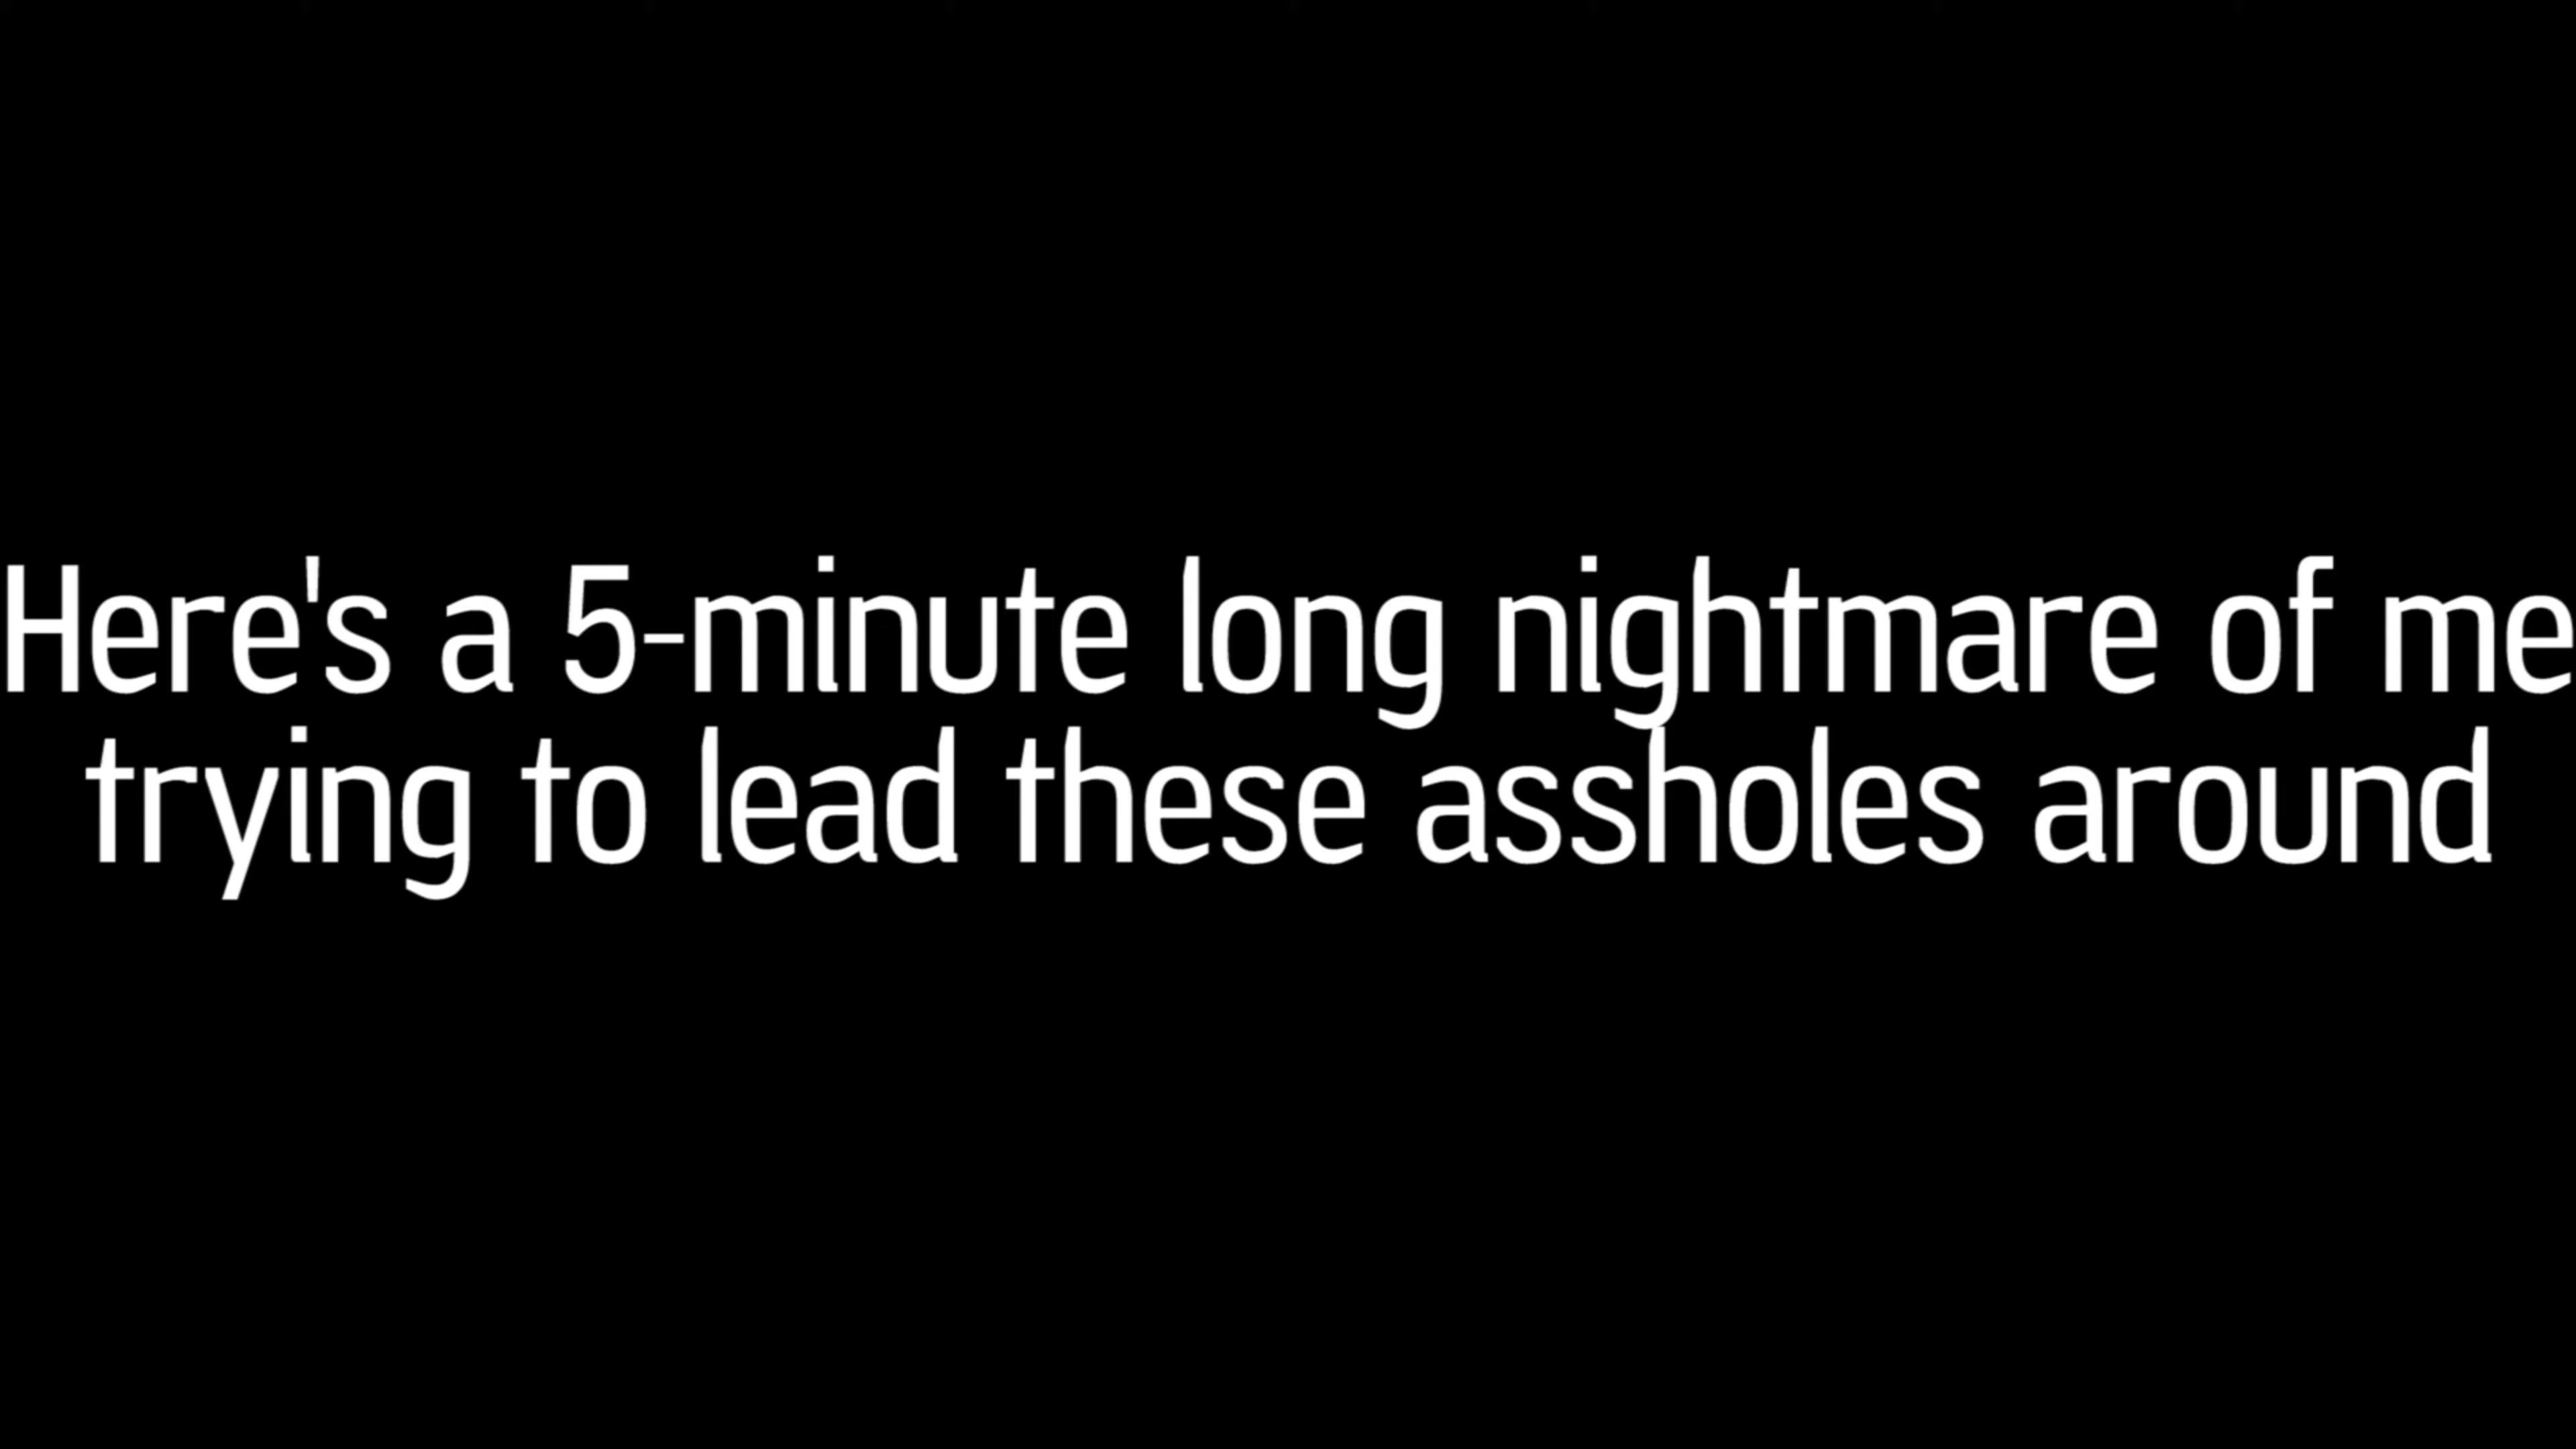 Here's a 5-minute long nightmare of me
trying to lead these assholes around